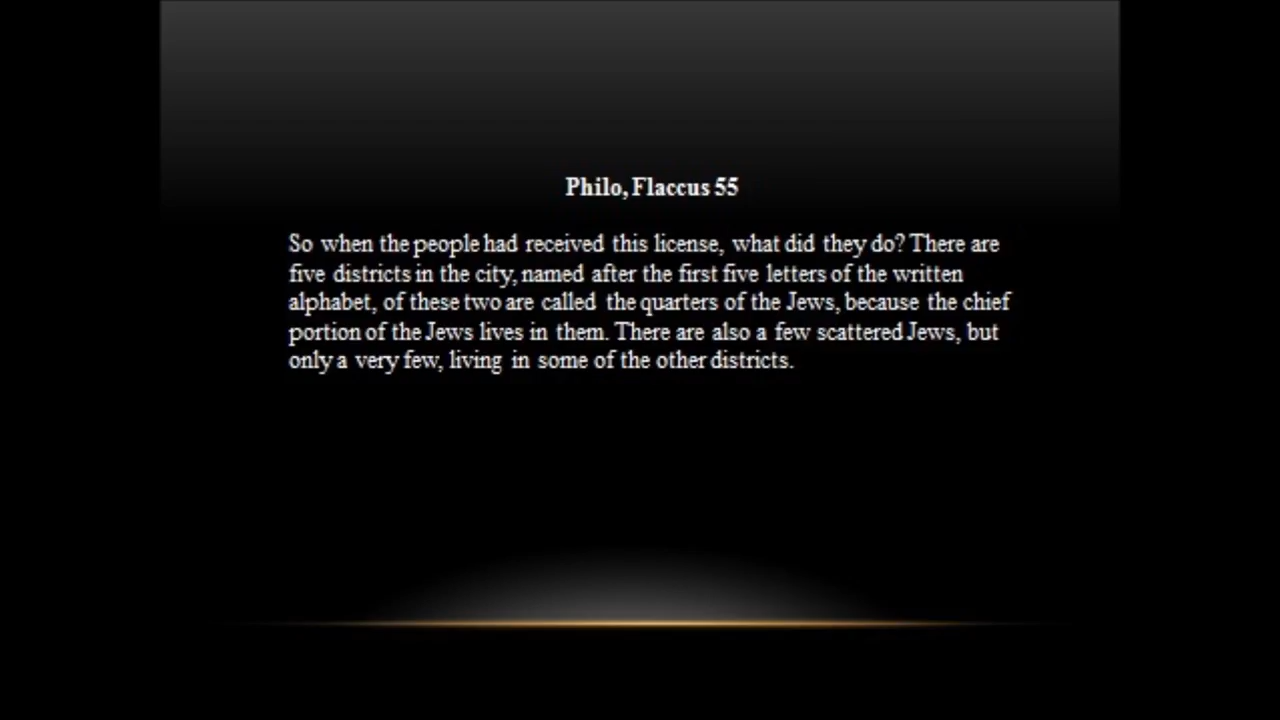 Philo, Flaccus 55
So when the people had received this license, what did they do? There are
five districts in the city, named after the first five letters of the written
alphabet, of these two are called the quarters of the Jews, because the chief
portion of the Jews lives in them. There are also a few scattered Jews, but
only a very few, living in some of the other districts.